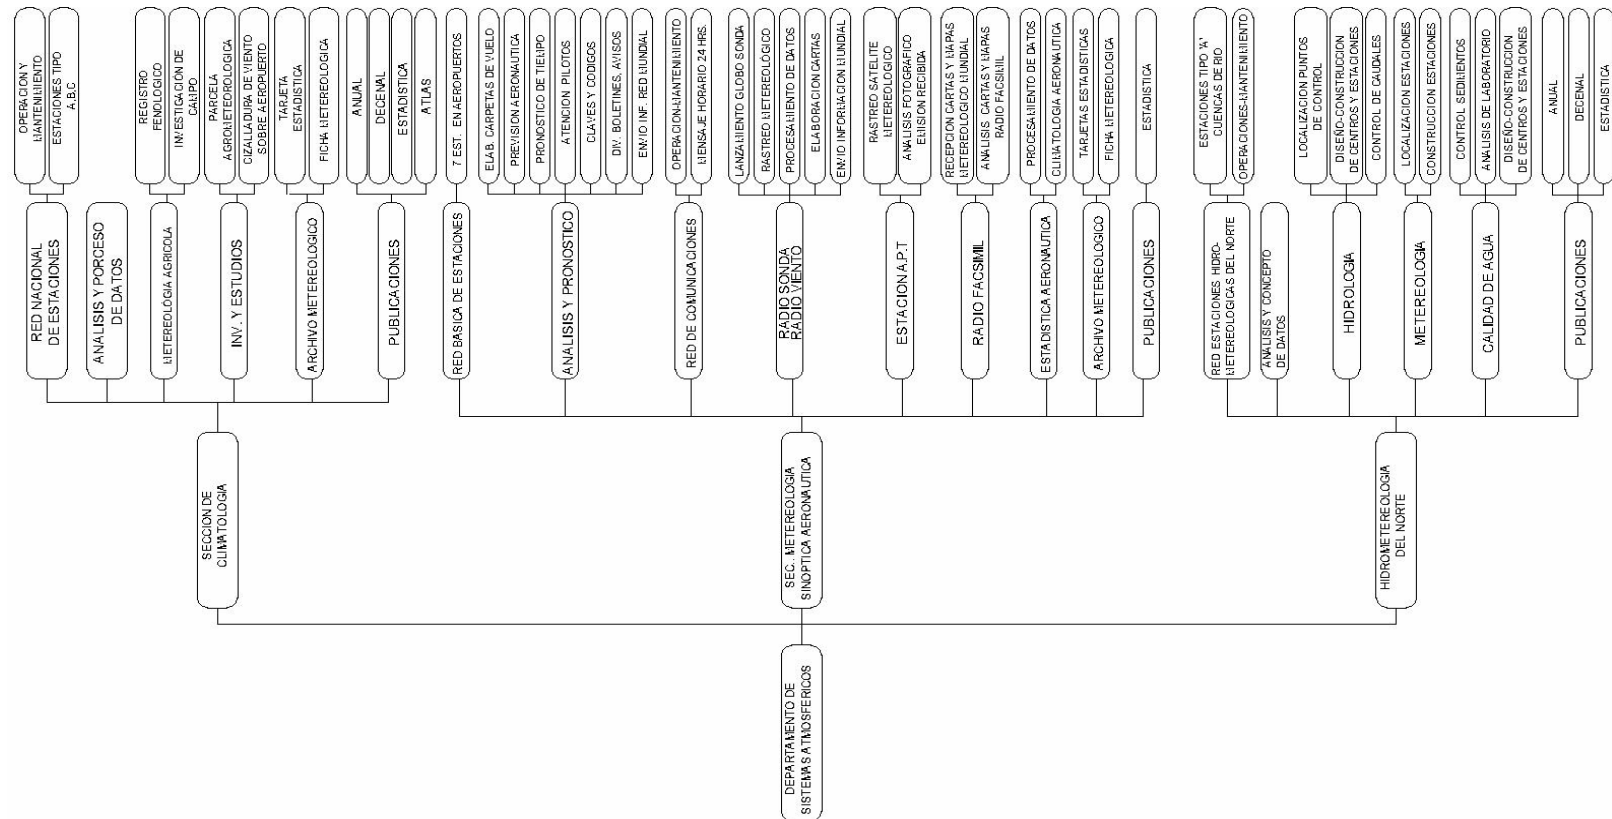 OPERACION Y
MANTENIMIENTO
ESTACIONES TIPO
A.B.C
REGISTRO
FENOLOGICO
INVESTIGACIÓN DE
CAMPO
PARCELA
AGROMETEOROLOGICA
CIZALLADURA DE VIENTO
SOBRE AEROPUERTO
TARJETA
ESTADISTICA
FICHA METEREOLOGICA
ANUAL
DECENAL
ESTADISTICA
ATLAS
7 EST. EN AEROPUERTOS
ELAB. CARPETAS DE VUELO
PREVISION AERONAUTICA
PRONOSTICO DE TIEMPO
ATENCION PILOTOS
CLAVES Y CODIGOS
DIV. BOLETINES, AVISOS
ENVIO INF. RED MUNDIAL
OPERACION-MANTENIMIENTO
MENSAJE HORARIO 24 HRS.
LANZAMIENTO GLOBO SONDA
RASTREO METEREOLÓGICO
PROCESAMIENTO DE DATOS
ELABORACION CARTAS
ENVIO INFORMACION MUNDIAL
RASTREO SATELITE
METEREOLOGICO
ANALISIS FOTOGRAFICO
EMISION RECIBIDA
RECEPCION CARTAS Y MAPAS
METEREOLOGICO MUNDIAL
ANALISIS CARTAS Y MAPAS
RADIO FACSIMIL
PROCESAMIENTO DE DATOS
CLIMATOLOGIA AERONAUTICA
TARJETAS ESTADISTICAS
FICHA METEREOLOGICA
ESTADISTICA
ESTACIONES TIPO 'A'
CUENCAS DE RIO
OPERACIONES-MANTENIMIENTO
LOCALIZACION PUNTOS
DE CONTROL
DISEÑO-CONSTRUCCION
DE CENTROS Y ESTACIONES
CONTROL DE CAUDALES
LOCALIZACION ESTACIONES
CONSTRUCCION ESTACIONES
CONTROL SEDIMENTOS
ANALISIS DE LABORATORIO
DISEÑO-CONSTRUCCION
DE CENTROS Y ESTACIONES
ANUAL
DECENAL
ESTADISTICA
RED NACIONAL
DE ESTACIONES
ANALISIS Y PORCESO
DE DATOS
METEREOLÓGIA AGRICOLA
INV. Y ESTUDIOS
ARCHIVO METEREOLOGICO
PUBLICACIONES
RED BASICA DE ESTACIONES
ANALISIS Y PRONOSTICO
RED DE COMUNICACIONES
RADIO SONDA
RADIO VIENTO
ESTACION A.P.T
RADIO FACSIMIL
ESTADISTICA AERONAUTICA
ARCHIVO METEREOLOGICO
PUBLICACIONES
RED ESTACIONES HIDRO-
METEREOLOGICAS DEL NORTE
ANALISIS Y CONCEPTO
DE DATOS
HIDROLOGIA
METEREOLOGIA
CALIDAD DE AGUA
PUBLICACIONES
SECCION DE
CLIMATOLOGIA
SEC.. METEREOLOGIA
SINOPTICA AERONAUTICA
HIDROMETEREOLOGIA
DEL NORTE
DEPARTAMENTO DE
SISTEMAS ATMOSFERICOS